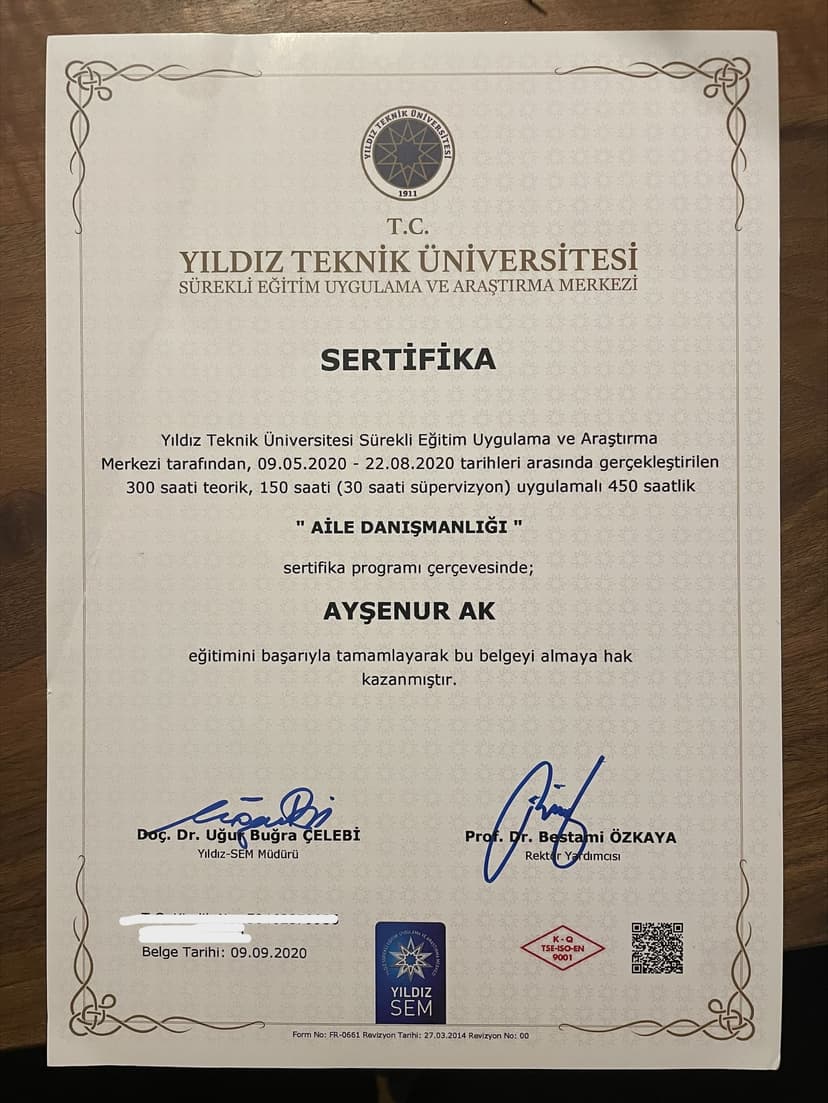 YILDIZ TEKNİK ÜNİVERSİTESİ
1911
T.C.
YILDIZ TEKNİK ÜNİVERSİTESİ
SÜREKLİ EĞİTİM UYGULAMA VE ARAŞTIRMA MERKEZİ
SERTİFİKA
Yıldız Teknik Üniversitesi Sürekli Eğitim Uygulama ve Araştırma
Merkezi tarafından, 09.05.2020 - 22.08.2020 tarihleri arasında gerçekleştirilen
300 saati teorik, 150 saati (30 saati süpervizyon) uygulamalı 450 saatlik
" AİLE DANIŞMANLIĞI "
sertifika programı çerçevesinde;
AYŞENUR AK
eğitimini başarıyla tamamlayarak bu belgeyi almaya hak
kazanmıştır.
Doç. Dr. Uğur Buğra ÇELEBİ
Yıldız-SEM Müdürü
Prof. Dr. Bestami ÖZKAYA
Rektör Yardımcısı
Belge Tarihi: 09.09.2020
YILDIZ
SEM
K - Q
TSE-ISO-EN
9001
Form No: FR-0661 Revizyon Tarihi: 27.03.2014 Revizyon No: 00